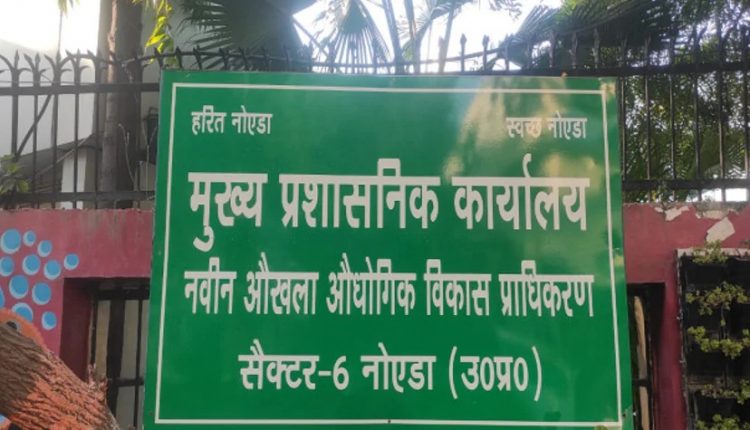 हरित नोएडा स्वच्छ नोएडा
मुख्य प्रशासनिक कार्यालय
नवीन औखला औधोगिक विकास प्राधिकरण
सैक्टर-6 नोएडा (उ0प्र0)